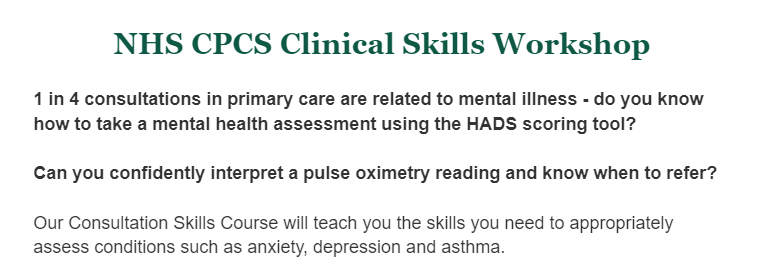 NHS CPCS Clinical Skills Workshop
1 in 4 consultations in primary care are related to mental illness - do you know
how to take a mental health assessment using the HADS scoring tool?
Can you confidently interpret a pulse oximetry reading and know when to refer?
Our Consultation Skills Course will teach you the skills you need to appropriately
assess conditions such as anxiety, depression and asthma.